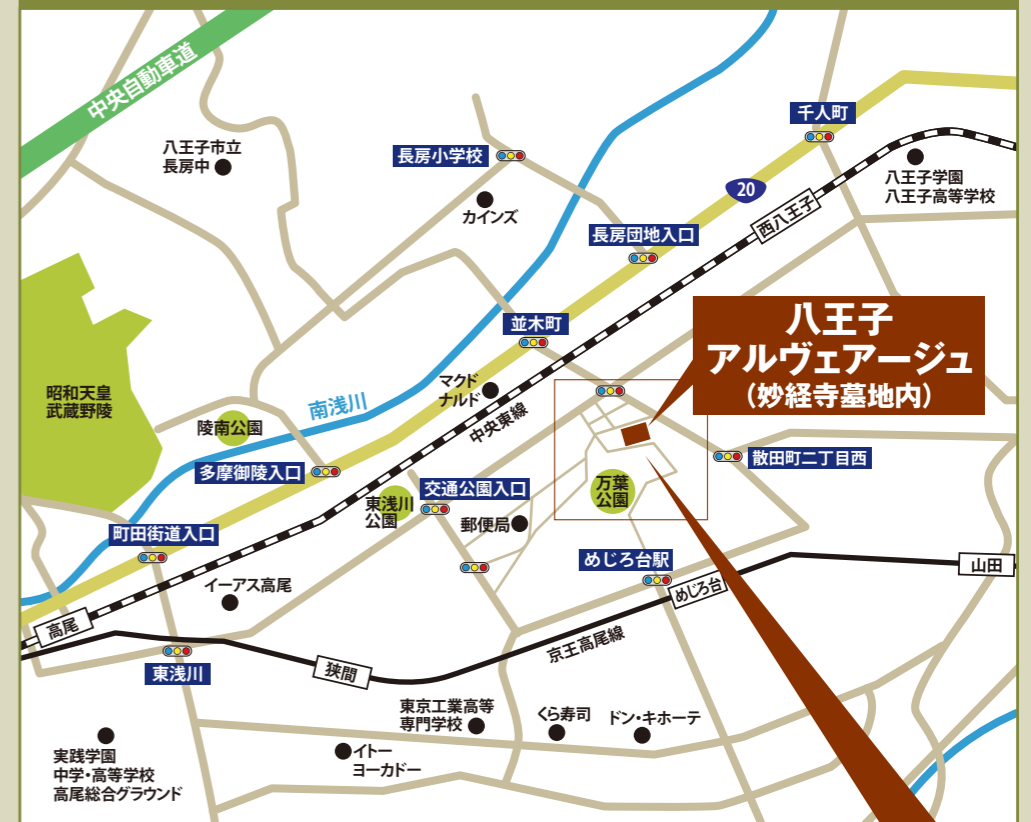 中央自動車道
千人町
八王子市立
長房中
長房小学校
八王子学園
八王子高等学校
20
カインズ
西八王子
長房団地入口
八王子
アルヴェアージュ
(妙経寺墓地内)
並木町
マクド
ナルド
昭和天皇
武蔵野陵
南浅川
中央東線
陵南公園
多摩御陵入口
散田町二丁目西
交通公園入口
万葉
公園
東浅川
公園
郵便局
町田街道入口
めじろ台駅
山田
イーアス高尾
めじろ台
高尾
京王高尾線
東浅川
狭間
東京工業高等
専門学校
くら寿司
ドン・キホーテ
イトー
ヨーカドー
実践学園
中学・高等学校
高尾総合グラウンド